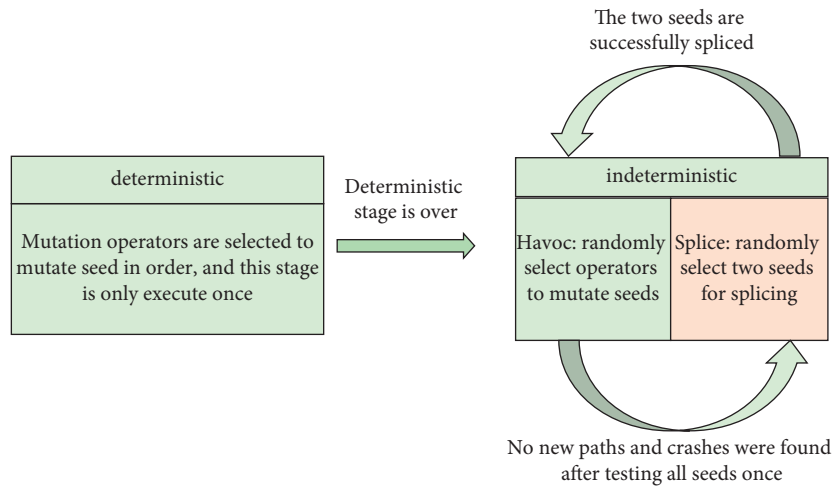 The two seeds are
successfully spliced
deterministic
Mutation operators are selected to
mutate seed in order, and this stage
is only execute once
Deterministic
stage is over
indeterministic
Havoc: randomly
select operators
to mutate seeds
Splice: randomly
select two seeds
for splicing
No new paths and crashes were found
after testing all seeds once